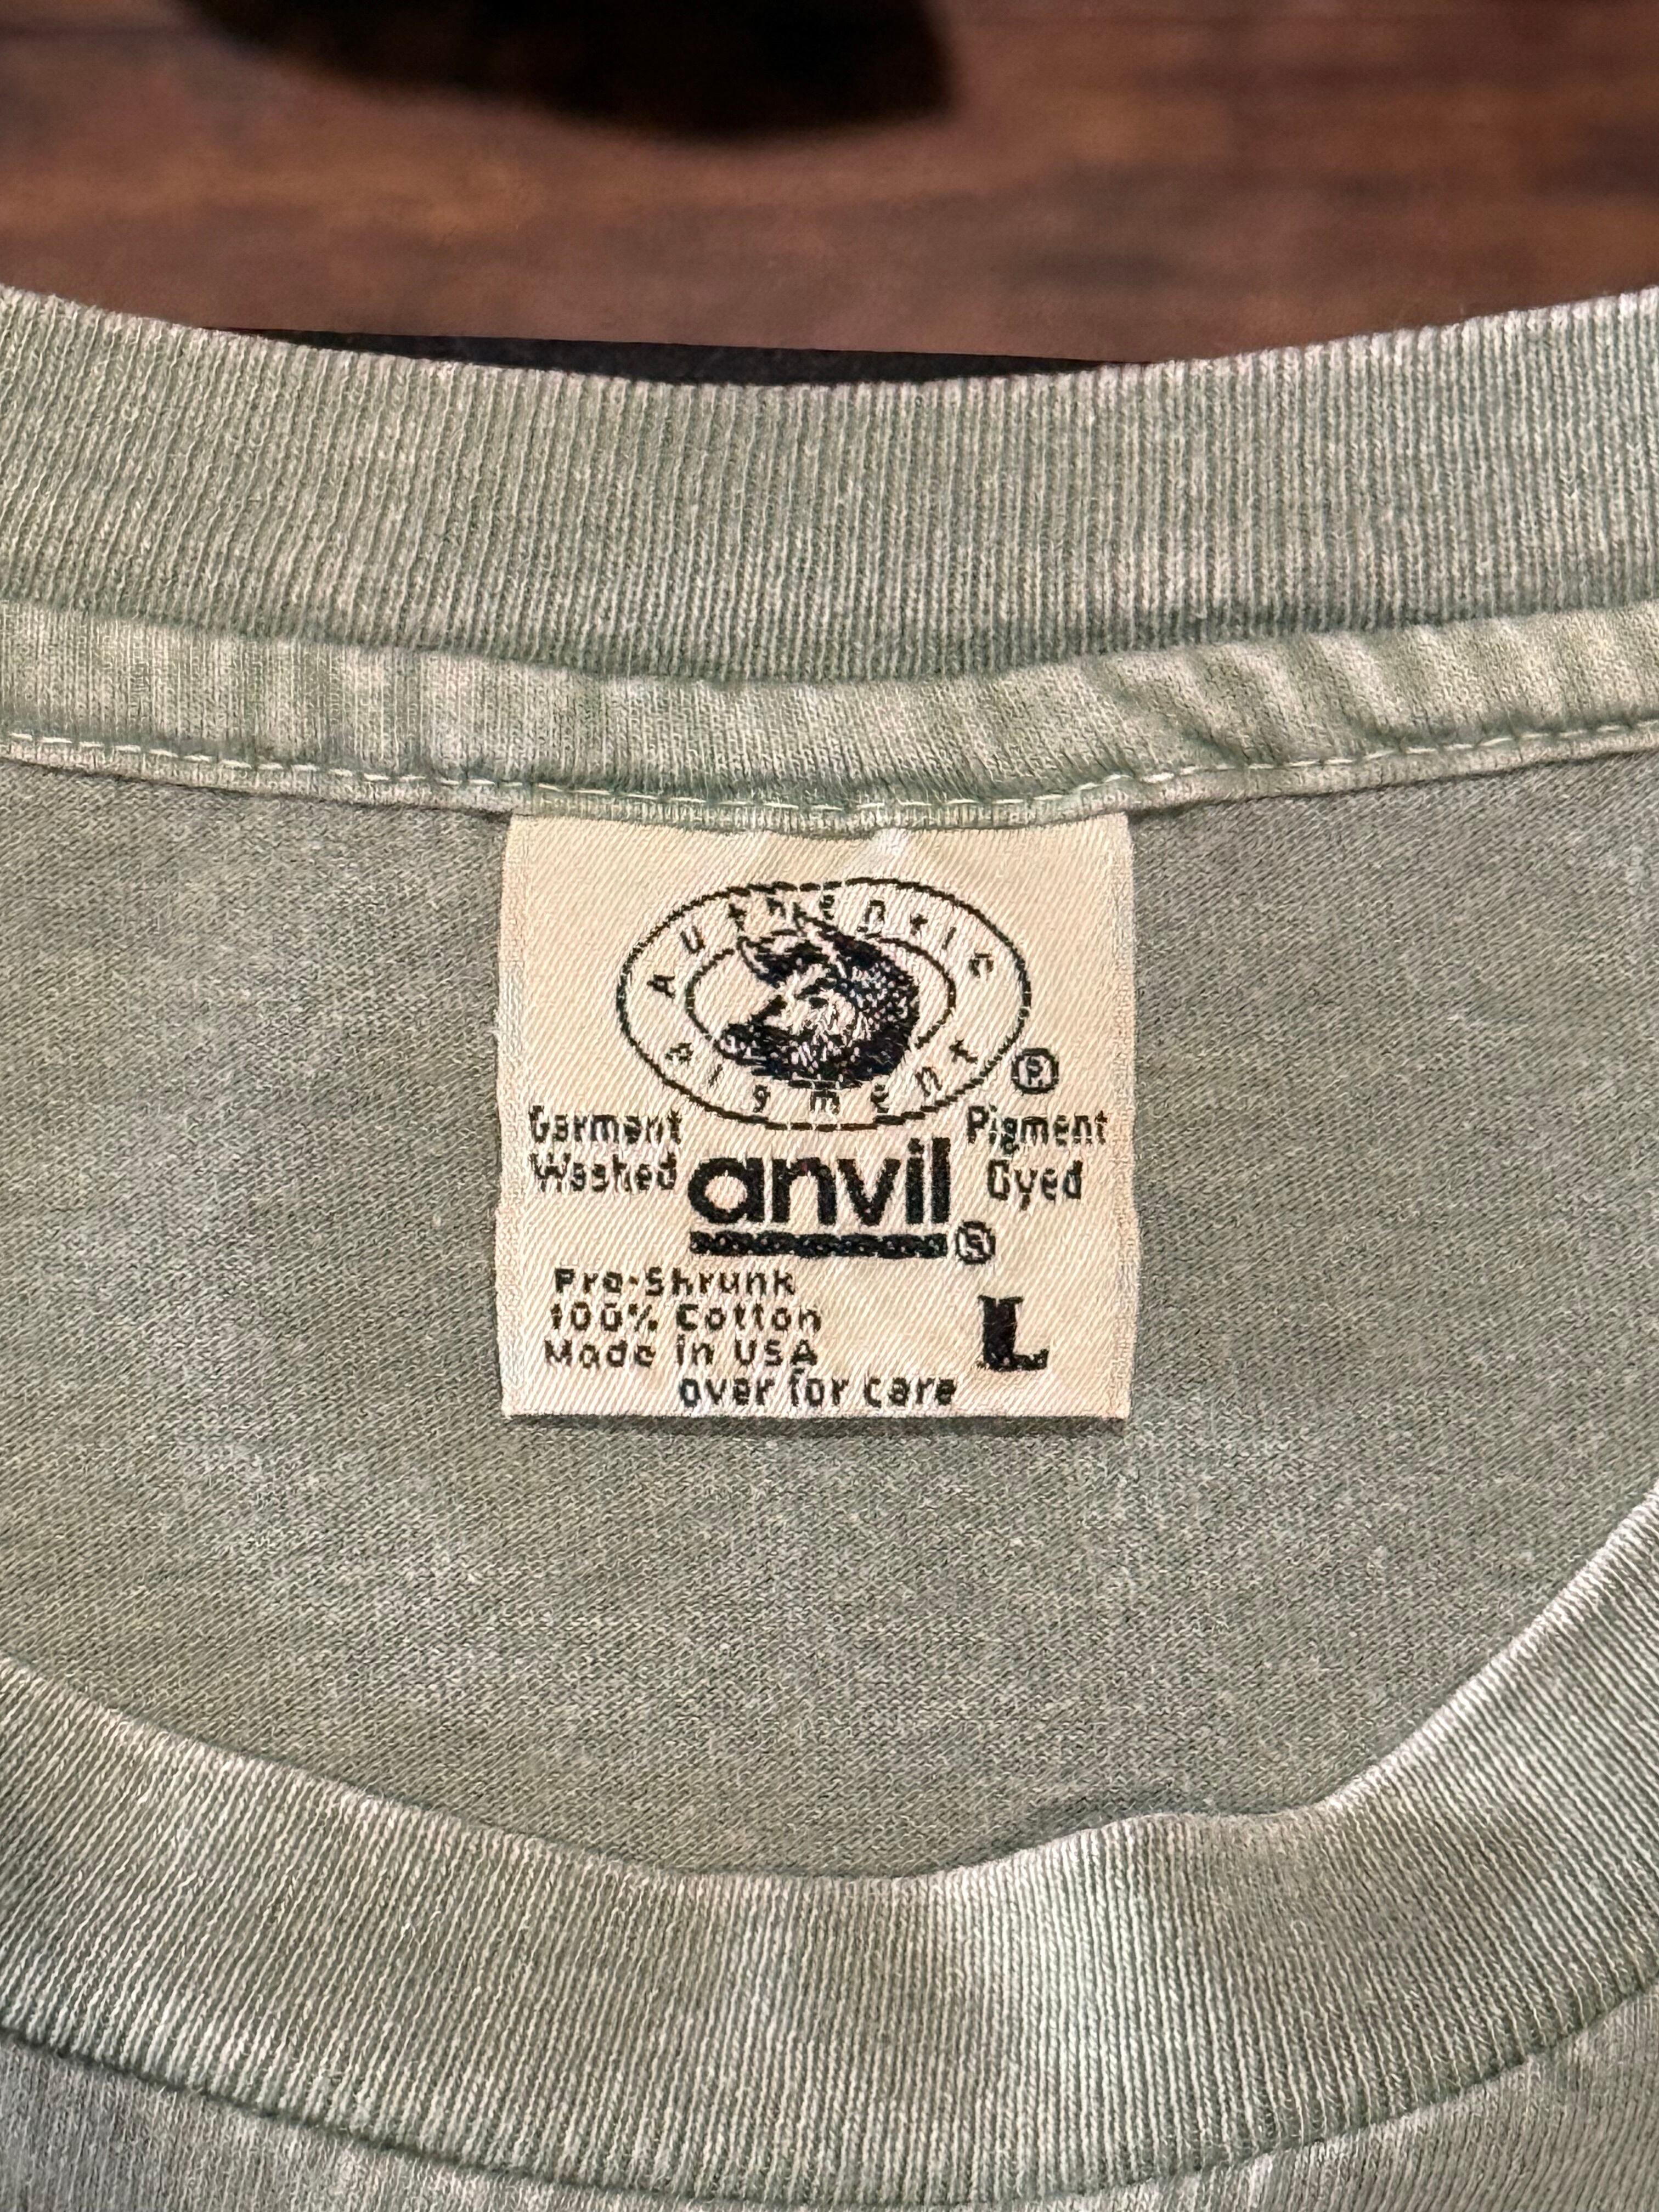 Authentic
Pigment
®
Garment
Washed
Pigment
Dyed
anvil ®
Pre-Shrunk
100% Cotton
Made in USA
L
over for care